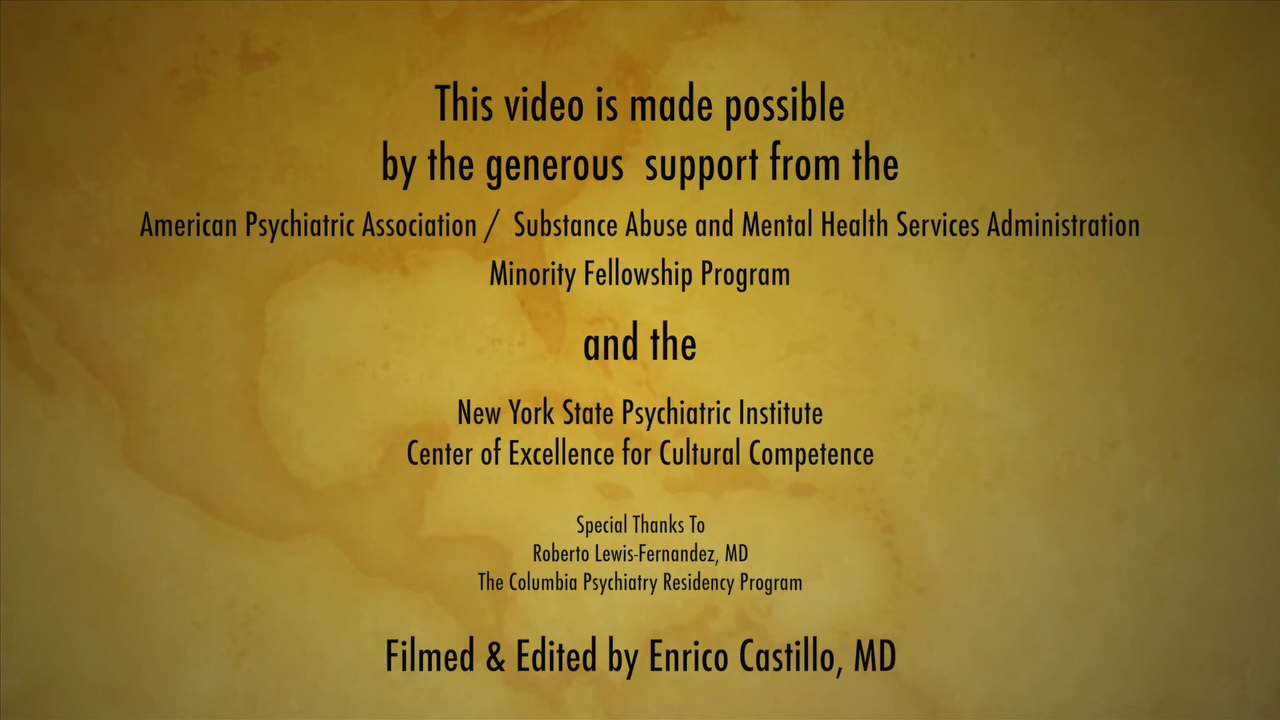 This video is made possible
by the generous support from the
American Psychiatric Association / Substance Abuse and Mental Health Services Administration
Minority Fellowship Program
and the
New York State Psychiatric Institute
Center of Excellence for Cultural Competence
Special Thanks To
Roberto Lewis-Fernandez, MD
The Columbia Psychiatry Residency Program
Filmed & Edited by Enrico Castillo, MD